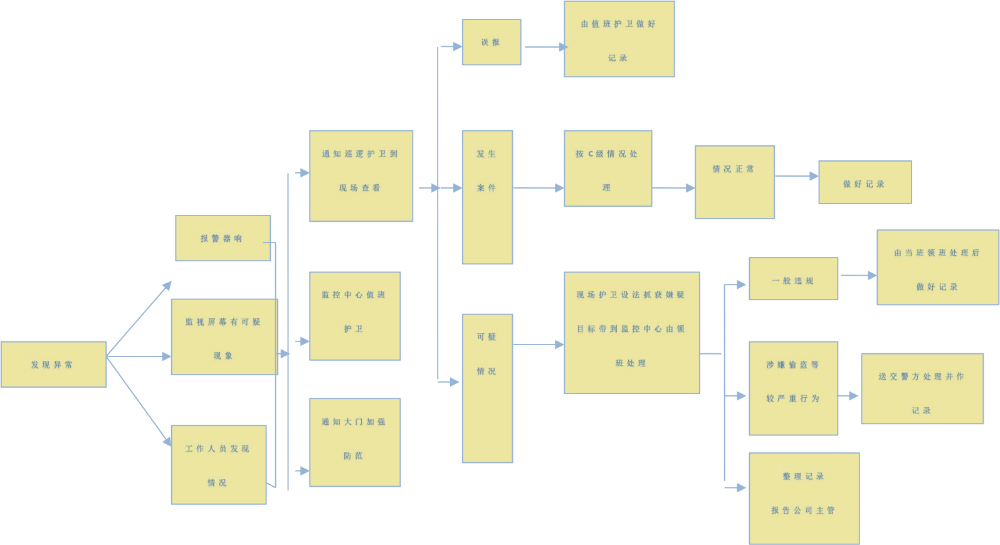 发现异常
报警器响
监视屏幕有可疑
现象
工作人员发现
情况
通知巡逻护卫到
现场查看
监控中心值班
护卫
通知大门加强
防范
误报
由值班护卫做好
记录
发生
案件
按C级情况处
理
情况正常
做好记录
可疑
情况
现场护卫设法抓获嫌疑
目标带到监控中心由领
班处理
一般违规
由当班领班处理后
做好记录
涉嫌偷盗等
较严重行为
送交警方处理并作
记录
整理记录
报告公司主管